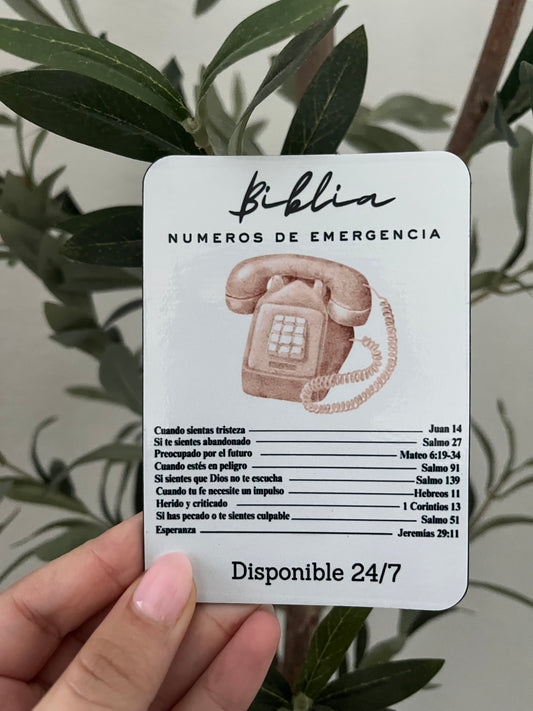 Biblia
NUMEROS DE EMERGENCIA
Cuando sientas tristeza Juan 14
Si te sientes abandonado Salmo 27
Preocupado por el futuro Mateo 6:19-34
Cuando estés en peligro Salmo 91
Si sientes que Dios no te escucha Salmo 139
Cuando tu fe necesite un impulso Hebreos 11
Herido y criticado 1 Corintios 13
Si has pecado o te sientes culpable Salmo 51
Esperanza Jeremías 29:11
Disponible 24/7